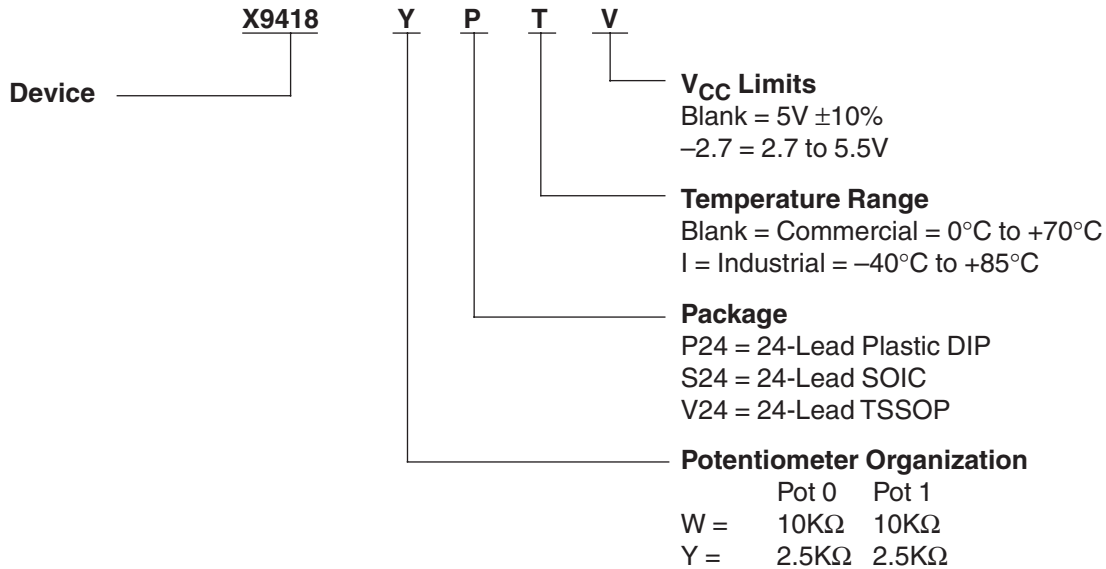 X9418 Y P T V
Device
V_CC Limits
Blank = 5V ±10%
–2.7 = 2.7 to 5.5V
Temperature Range
Blank = Commercial = 0°C to +70°C
I = Industrial = –40°C to +85°C
Package
P24 = 24-Lead Plastic DIP
S24 = 24-Lead SOIC
V24 = 24-Lead TSSOP
Potentiometer Organization
Pot 0 Pot 1
W = 10KΩ 10KΩ
Y = 2.5KΩ 2.5KΩ